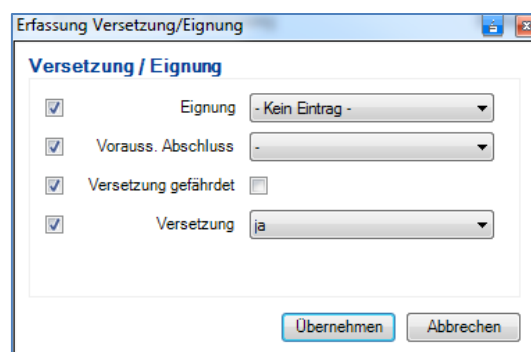 Erfassung Versetzung/Eignung
Versetzung / Eignung
Eignung - Kein Eintrag -
Vorauss. Abschluss -
Versetzung gefährdet
Versetzung ja
Übernehmen Abbrechen